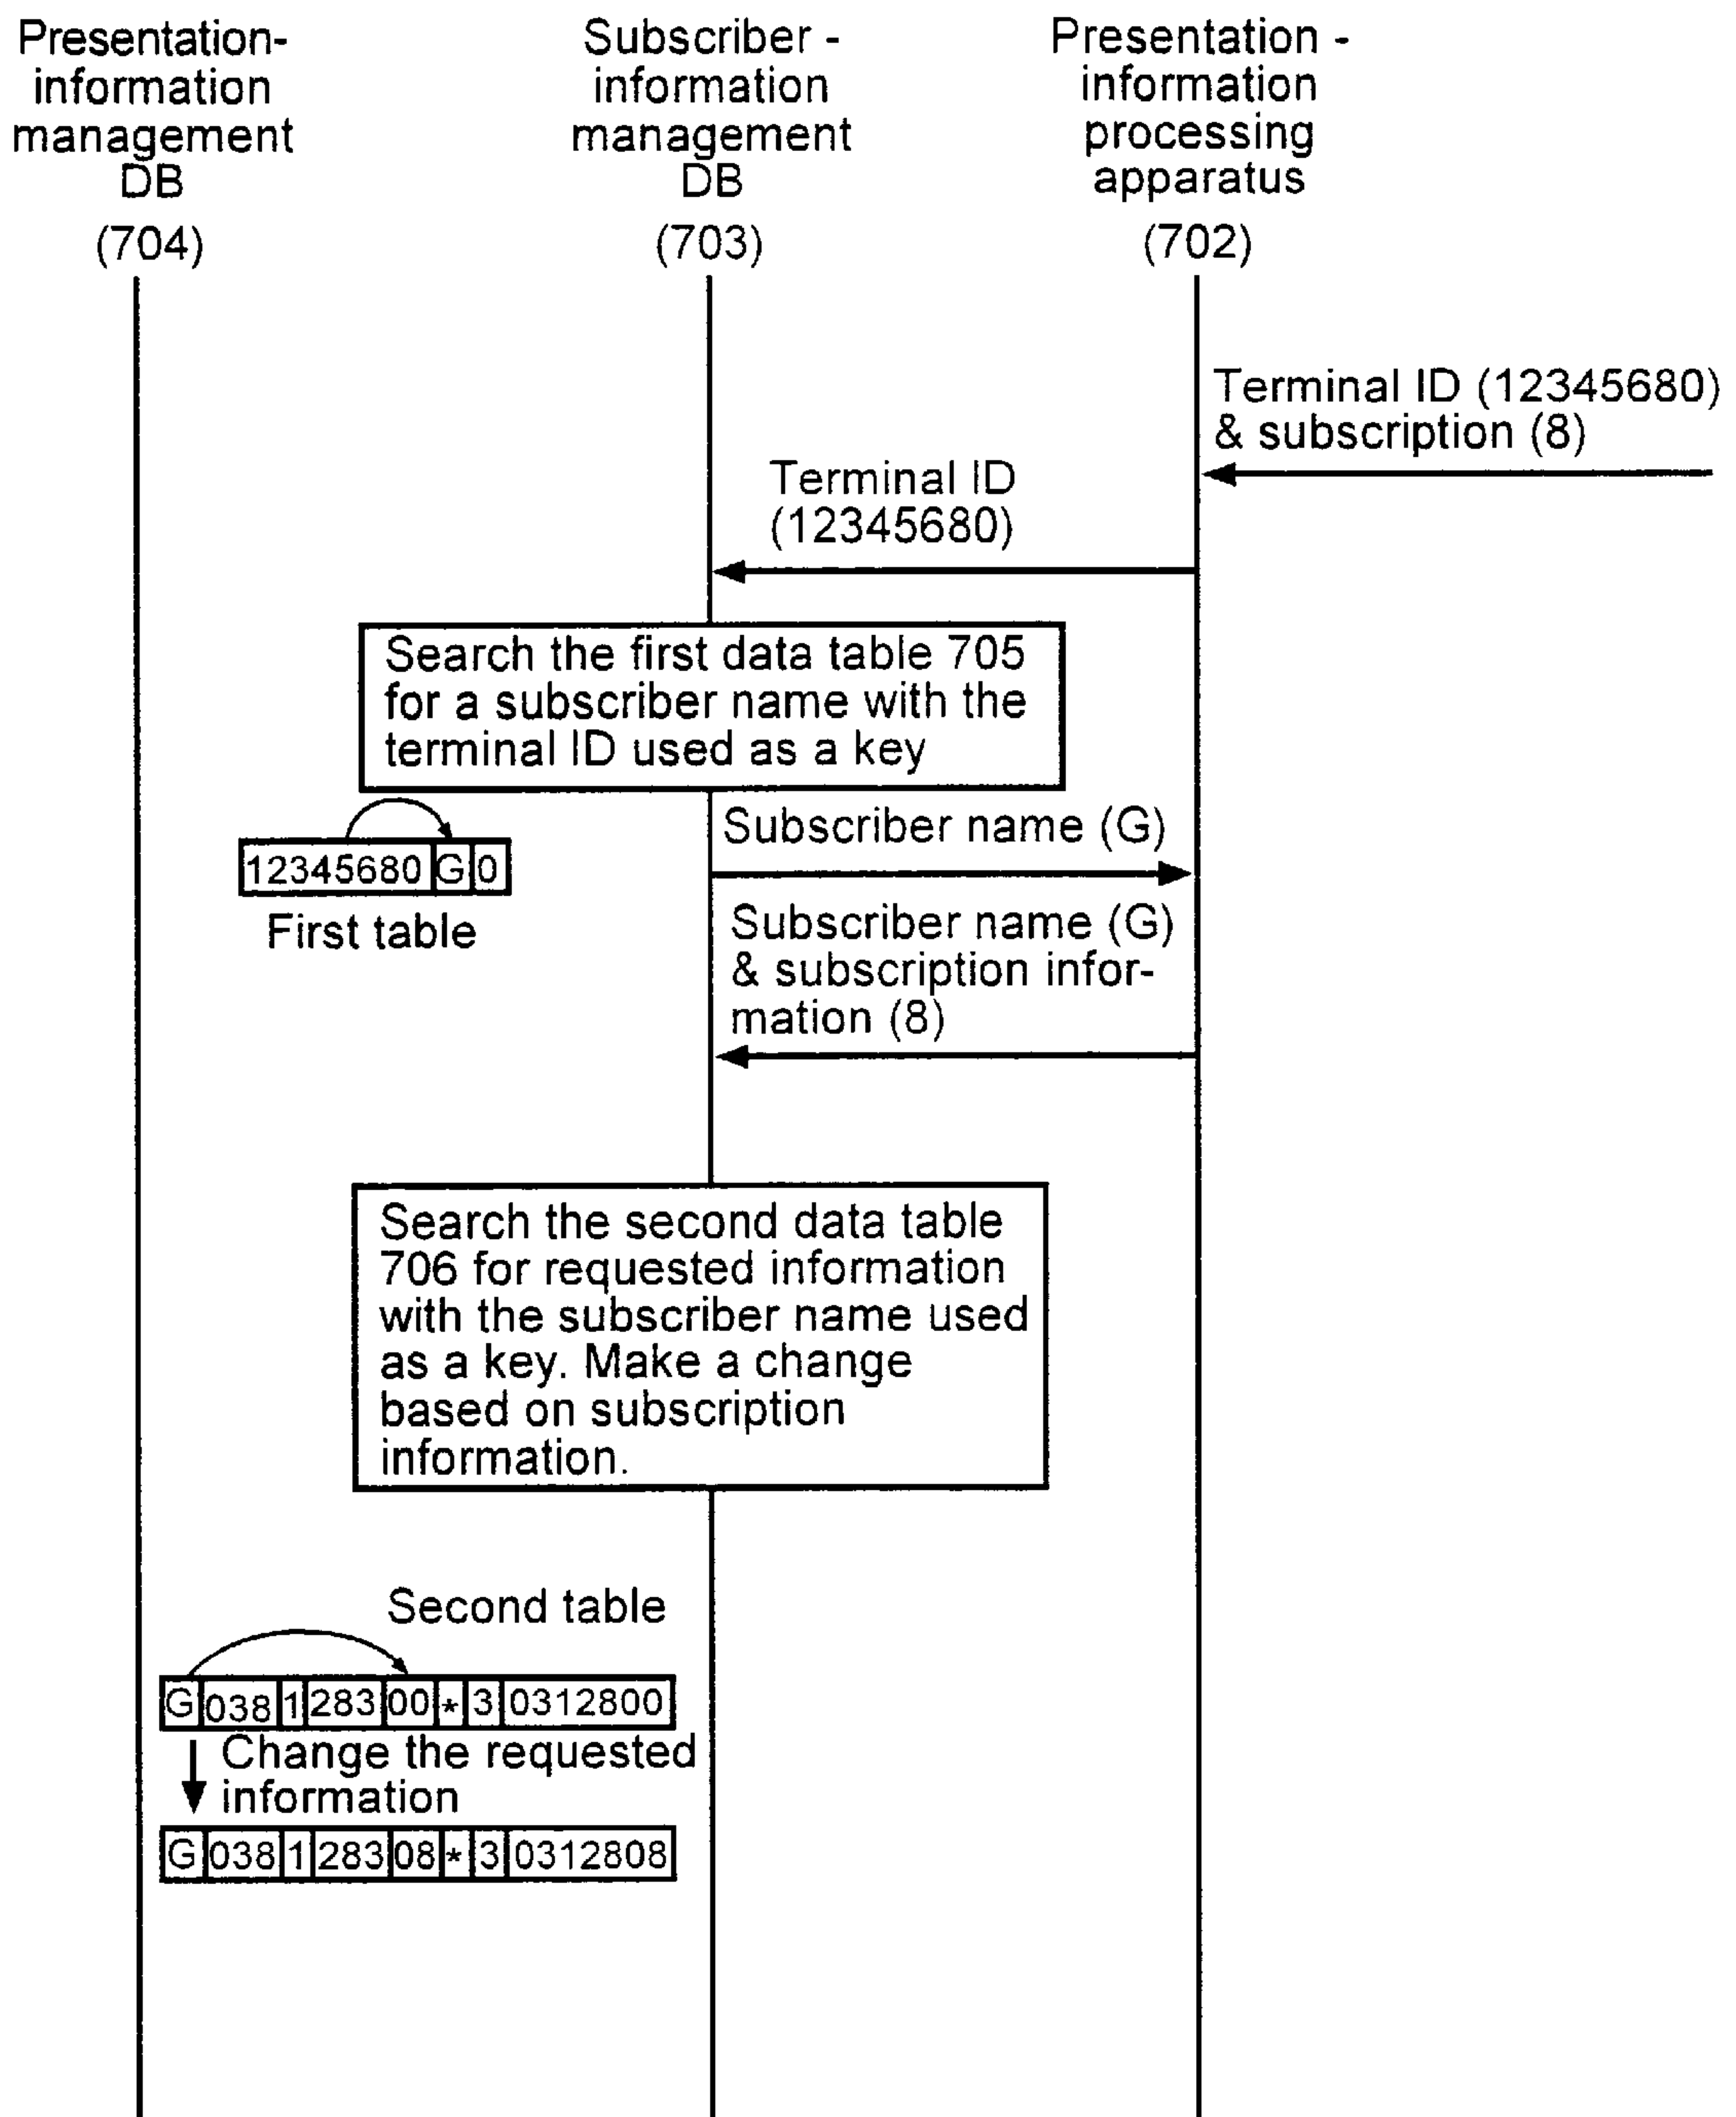 Presentation-
information
management
DB
(704)
Subscriber -
information
management
DB
(703)
Presentation -
information
processing
apparatus
(702)
Terminal ID (12345680)
& subscription (8)
Terminal ID
(12345680)
Search the first data table 705
for a subscriber name with the
terminal ID used as a key
Subscriber name (G)
12345680 G 0
First table
Subscriber name (G)
& subscription infor-
mation (8)
Search the second data table
706 for requested information
with the subscriber name used
as a key. Make a change
based on subscription
information.
Second table
G 038 1 283 00 * 3 0312800
Change the requested
information
G 038 1 283 08 * 3 0312808